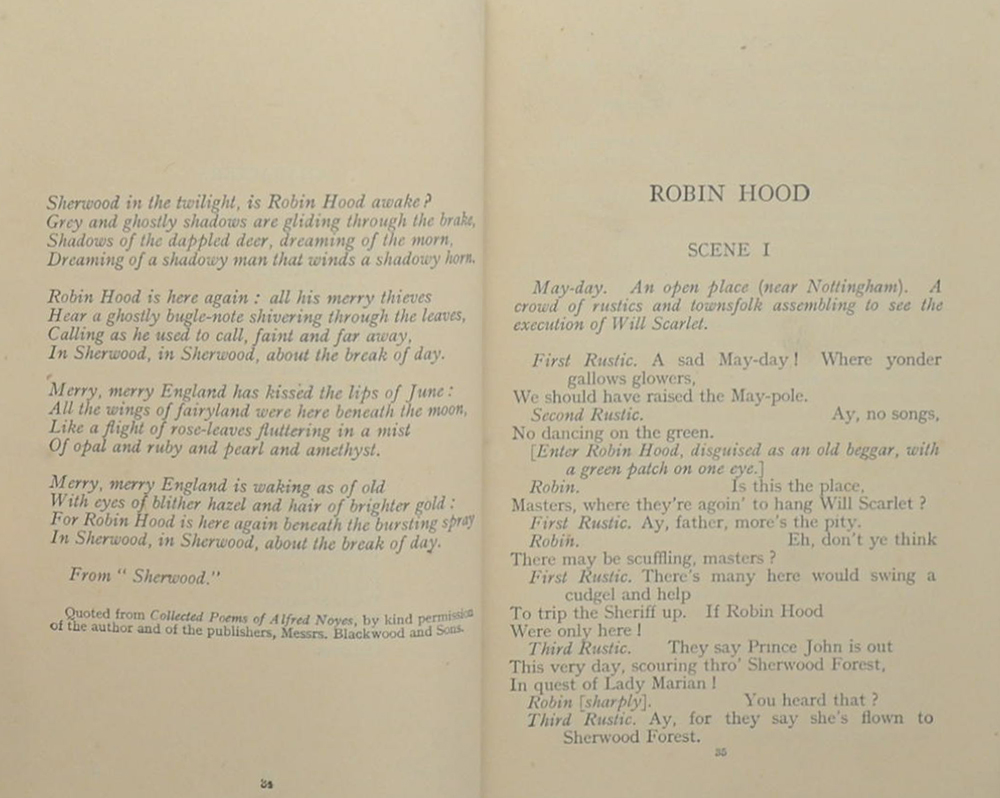 Sherwood in the twilight, is Robin Hood awake?
Grey and ghostly shadows are gliding through the brake,
Shadows of the dappled deer, dreaming of the morn,
Dreaming of a shadowy man that winds a shadowy horn.
Robin Hood is here again: all his merry thieves
Hear a ghostly bugle-note shivering through the leaves,
Calling as he used to call, faint and far away,
In Sherwood, in Sherwood, about the break of day.
Merry, merry England has kissed the lips of June:
All the wings of fairyland were here beneath the moon,
Like a flight of rose-leaves fluttering in a mist
Of opal and ruby and pearl and amethyst.
Merry, merry England is waking as of old
With eyes of blither hazel and hair of brighter gold:
For Robin Hood is here again beneath the bursting spray
In Sherwood, in Sherwood, about the break of day.
From "Sherwood."
Quoted from Collected Poems of Alfred Noyes, by kind permission
of the author and of the publishers, Messrs. Blackwood and Sons.
34
ROBIN HOOD
SCENE I
May-day. An open place (near Nottingham). A
crowd of rustics and townsfolk assembling to see the
execution of Will Scarlet.
First Rustic. A sad May-day! Where yonder
gallows glowers,
We should have raised the May-pole.
Second Rustic. Ay, no songs,
No dancing on the green.
[Enter Robin Hood, disguised as an old beggar, with
a green patch on one eye.]
Robin. Is this the place,
Masters, where they're agoin' to hang Will Scarlet?
First Rustic. Ay, father, more's the pity.
Robin. Eh, don't ye think
There may be scuffling, masters?
First Rustic. There's many here would swing a
cudgel and help
To trip the Sheriff up. If Robin Hood
Were only here!
Third Rustic. They say Prince John is out
This very day, scouring thro' Sherwood Forest,
In quest of Lady Marian!
Robin [sharply]. You heard that?
Third Rustic. Ay, for they say she's flown to
Sherwood Forest.
35